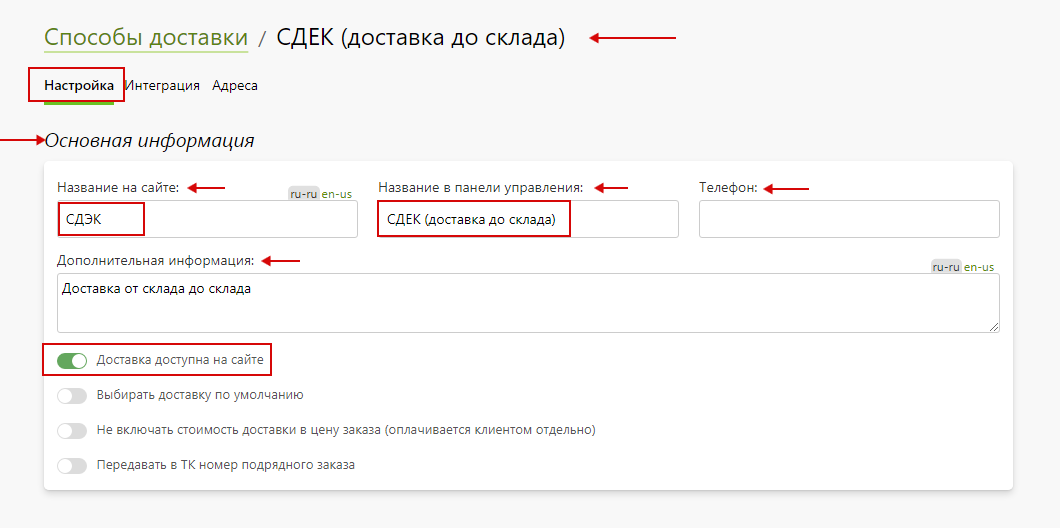 Способы доставки / СДЕК (доставка до склада)
Настройка Интеграция Адреса
Основная информация
Название на сайте: ru-ru en-us Название в панели управления: Телефон:
СДЭК СДЕК (доставка до склада)
Дополнительная информация: ru-ru en-us
Доставка от склада до склада
Доставка доступна на сайте
Выбирать доставку по умолчанию
Не включать стоимость доставки в цену заказа (оплачивается клиентом отдельно)
Передавать в ТК номер подрядного заказа